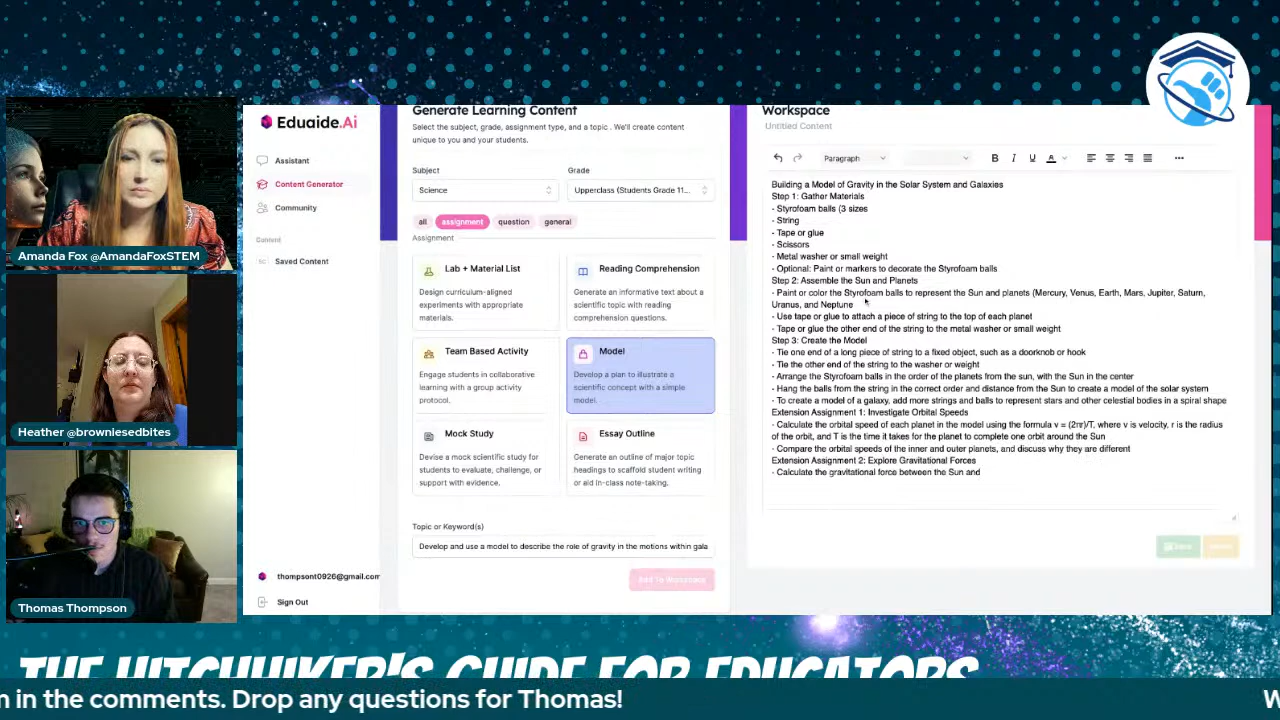 Amanda Fox @AmandaFoxSTEM
Heather @browniesedbites
Thomas Thompson
Eduaide.Ai
Assistant
Content Generator
Community
Content
Saved Content
thompsont0926@gmail.com
Sign Out
Generate Learning Content
Select the subject, grade, assignment type, and a topic . We'll create content
unique to you and your students.
Subject
Grade
Science
Upperclass (Students Grade 11...
all
assignment
question
general
Assignment
Lab + Material List
Design curriculum-aligned
experiments with appropriate
materials.
Reading Comprehension
Generate an informative text about a
scientific topic with reading
comprehension questions.
Team Based Activity
Engage students in collaborative
learning with a group activity
protocol.
Model
Develop a plan to illustrate a
scientific concept with a simple
model.
Mock Study
Devise a mock scientific study for
students to evaluate, challenge, or
support with evidence.
Essay Outline
Generate an outline of major topic
headings to scaffold student writing
or aid in-class note-taking.
Topic or Keyword(s)
Develop and use a model to describe the role of gravity in the motions within gala
Add To Workspace
Workspace
Untitled Content
Paragraph
B I U A
Building a Model of Gravity in the Solar System and Galaxies
Step 1: Gather Materials
- Styrofoam balls (3 sizes
- String
- Tape or glue
- Scissors
- Metal washer or small weight
- Optional: Paint or markers to decorate the Styrofoam balls
Step 2: Assemble the Sun and Planets
- Paint or color the Styrofoam balls to represent the Sun and planets (Mercury, Venus, Earth, Mars, Jupiter, Saturn,
Uranus, and Neptune
- Use tape or glue to attach a piece of string to the top of each planet
- Tape or glue the other end of the string to the metal washer or small weight
Step 3: Create the Model
- Tie one end of a long piece of string to a fixed object, such as a doorknob or hook
- Tie the other end of the string to the washer or weight
- Arrange the Styrofoam balls in the order of the planets from the sun, with the Sun in the center
- Hang the balls from the string in the correct order and distance from the Sun to create a model of the solar system
- To create a model of a galaxy, add more strings and balls to represent stars and other celestial bodies in a spiral shape
Extension Assignment 1: Investigate Orbital Speeds
- Calculate the orbital speed of each planet in the model using the formula v = (2πr)/T, where v is velocity, r is the radius
of the orbit, and T is the time it takes for the planet to complete one orbit around the Sun
- Compare the orbital speeds of the inner and outer planets, and discuss why they are different
Extension Assignment 2: Explore Gravitational Forces
- Calculate the gravitational force between the Sun and
THE HITCHHIKER'S GUIDE FOR EDUCATORS
in the comments. Drop any questions for Thomas!